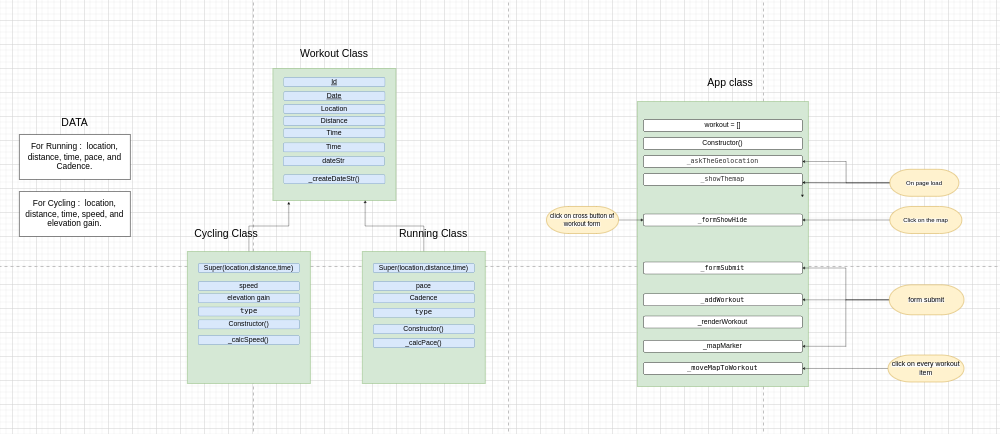 Workout Class
Id
Date
Location
Distance
Time
Time
dateStr
_createDateStr()
DATA
For Running : location,
distance, time, pace, and
Cadence.
For Cycling : location,
distance, time, speed, and
elevation gain.
Cycling Class
Super(location,distance,time)
speed
elevation gain
type
Constructor()
_calcSpeed()
Running Class
Super(location,distance,time)
pace
Cadence
type
Constructor()
_calcPace()
App class
workout = []
Constructor()
_askTheGeolocation
_showThemap
_formShowHide
_formSubmit
_addWorkout
_renderWorkout
_mapMarker
_moveMapToWorkout
click on cross button of
workout form
On page load
Click on the map
form submit
click on every workout
item